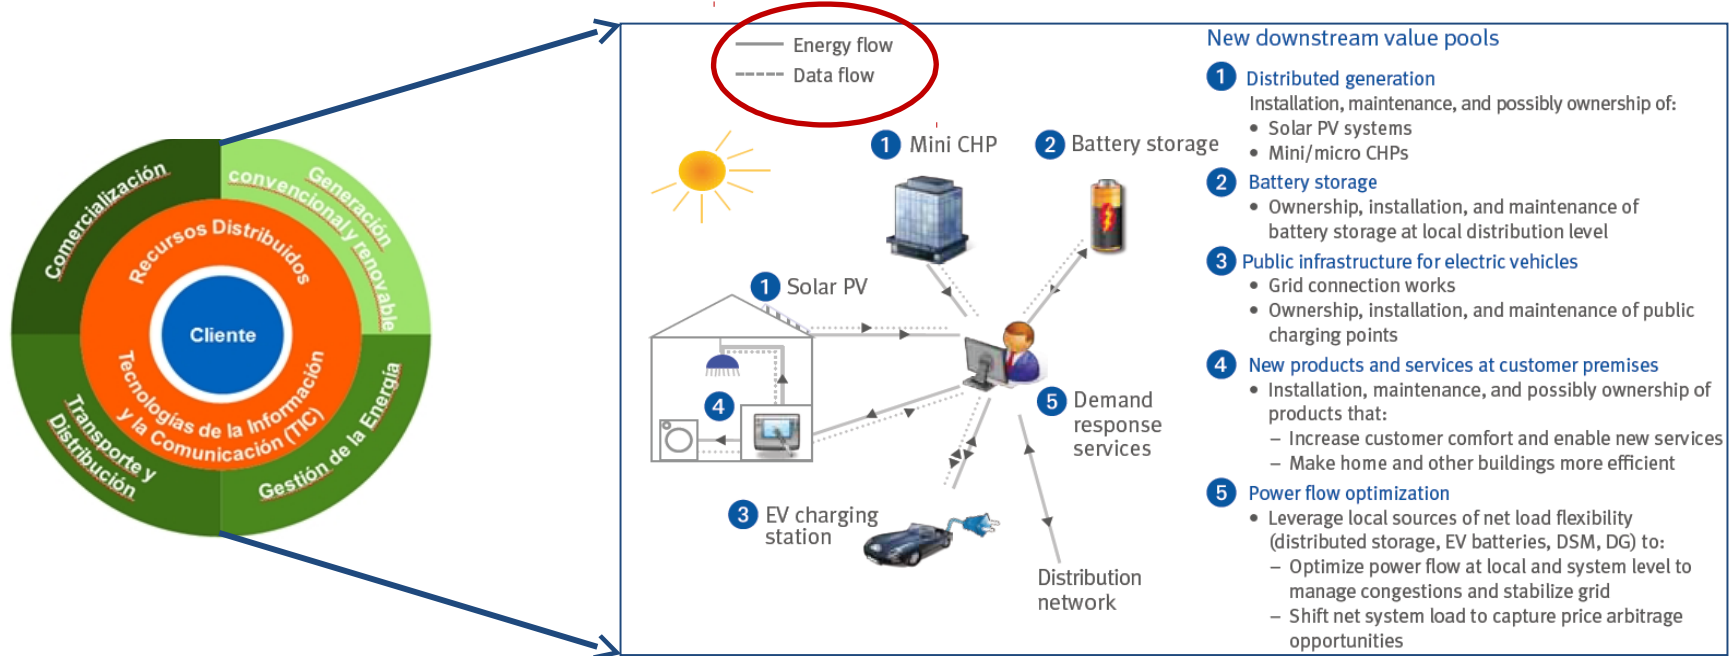 Comercialización
Generación
convencional y renovable
Recursos Distribuidos
Cliente
Tecnologías de la Información
y la Comunicación (TIC)
Transporte y
Distribución
Gestión de la Energía
Energy flow
Data flow
1 Mini CHP
2 Battery storage
1 Solar PV
4
5 Demand
response
services
3 EV charging
station
Distribution
network
New downstream value pools
1 Distributed generation
Installation, maintenance, and possibly ownership of:
• Solar PV systems
• Mini/micro CHPs
2 Battery storage
• Ownership, installation, and maintenance of
battery storage at local distribution level
3 Public infrastructure for electric vehicles
• Grid connection works
• Ownership, installation, and maintenance of public
charging points
4 New products and services at customer premises
• Installation, maintenance, and possibly ownership of
products that:
– Increase customer comfort and enable new services
– Make home and other buildings more efficient
5 Power flow optimization
• Leverage local sources of net load flexibility
(distributed storage, EV batteries, DSM, DG) to:
– Optimize power flow at local and system level to
manage congestions and stabilize grid
– Shift net system load to capture price arbitrage
opportunities